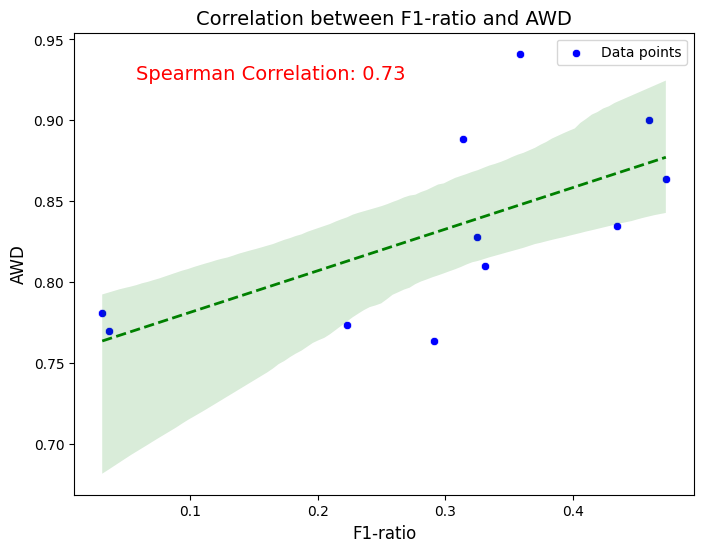 Correlation between F1-ratio and AWD
Data points
Spearman Correlation: 0.73
0.95
0.90
0.85
0.80
0.75
0.70
AWD
0.1
0.2
0.3
0.4
F1-ratio